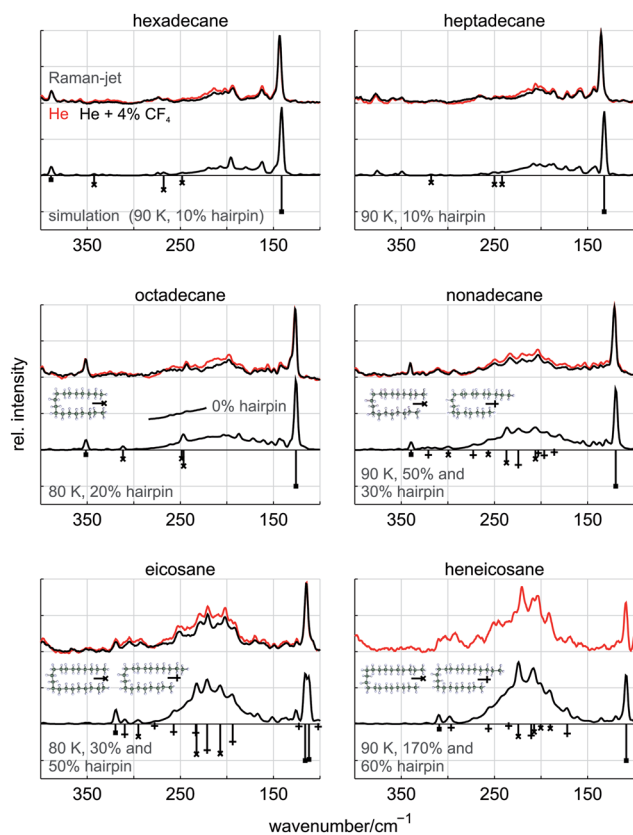 hexadecane
Raman-jet
He He + 4% CF₄
simulation (90 K, 10% hairpin)
350 250 150
heptadecane
90 K, 10% hairpin
350 250 150
octadecane
0% hairpin
80 K, 20% hairpin
350 250 150
nonadecane
90 K, 50% and
30% hairpin
350 250 150
rel. intensity
eicosane
80 K, 30% and
50% hairpin
350 250 150
heneicosane
90 K, 170% and
60% hairpin
350 250 150
wavenumber/cm⁻¹